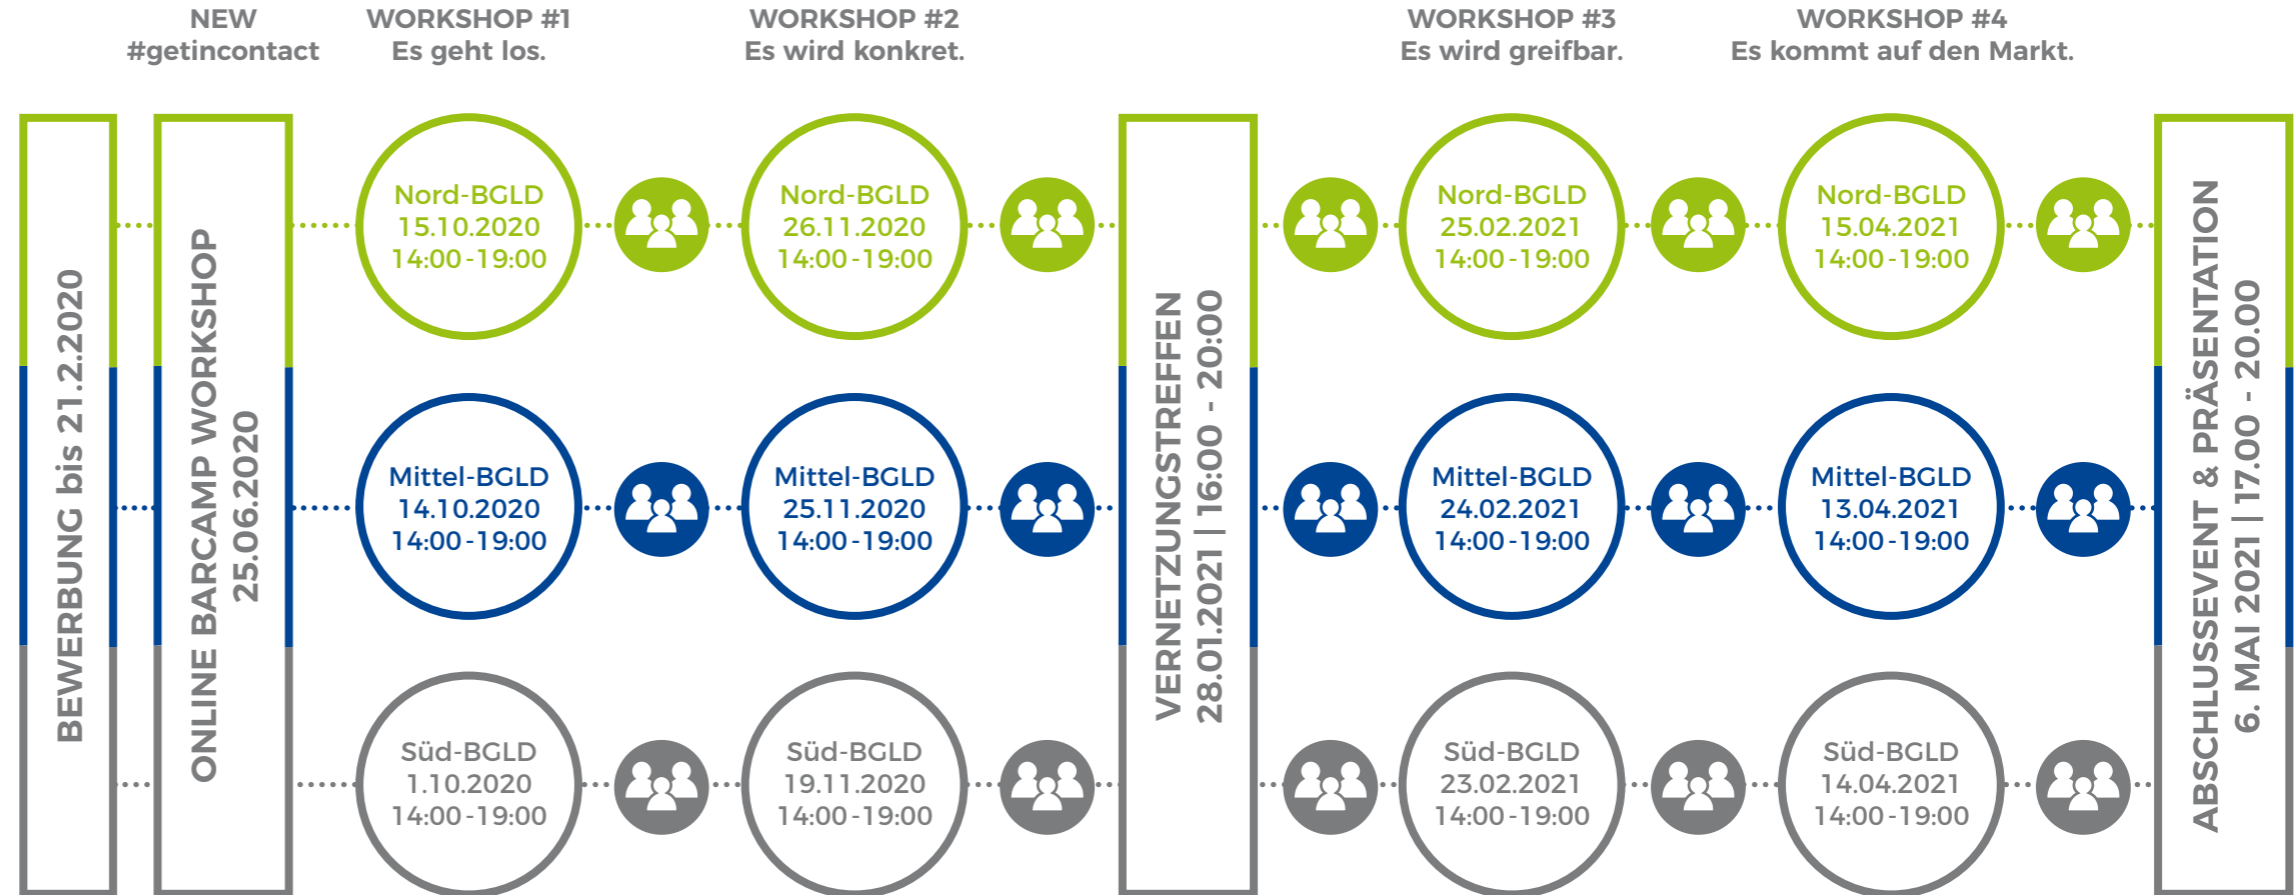 NEW
#getincontact
WORKSHOP #1
Es geht los.
WORKSHOP #2
Es wird konkret.
WORKSHOP #3
Es wird greifbar.
WORKSHOP #4
Es kommt auf den Markt.
BEWERBUNG bis 21.2.2020
ONLINE BARCAMP WORKSHOP
25.06.2020
Nord-BGLD
15.10.2020
14:00-19:00
Nord-BGLD
26.11.2020
14:00-19:00
Mittel-BGLD
14.10.2020
14:00-19:00
Mittel-BGLD
25.11.2020
14:00-19:00
Süd-BGLD
1.10.2020
14:00-19:00
Süd-BGLD
19.11.2020
14:00-19:00
VERNETZUNGSTREFFEN
28.01.2021 | 16:00 - 20:00
Nord-BGLD
25.02.2021
14:00-19:00
Nord-BGLD
15.04.2021
14:00-19:00
Mittel-BGLD
24.02.2021
14:00-19:00
Mittel-BGLD
13.04.2021
14:00-19:00
Süd-BGLD
23.02.2021
14:00-19:00
Süd-BGLD
14.04.2021
14:00-19:00
ABSCHLUSSEVENT & PRÄSENTATION
6. MAI 2021 | 17.00 - 20.00